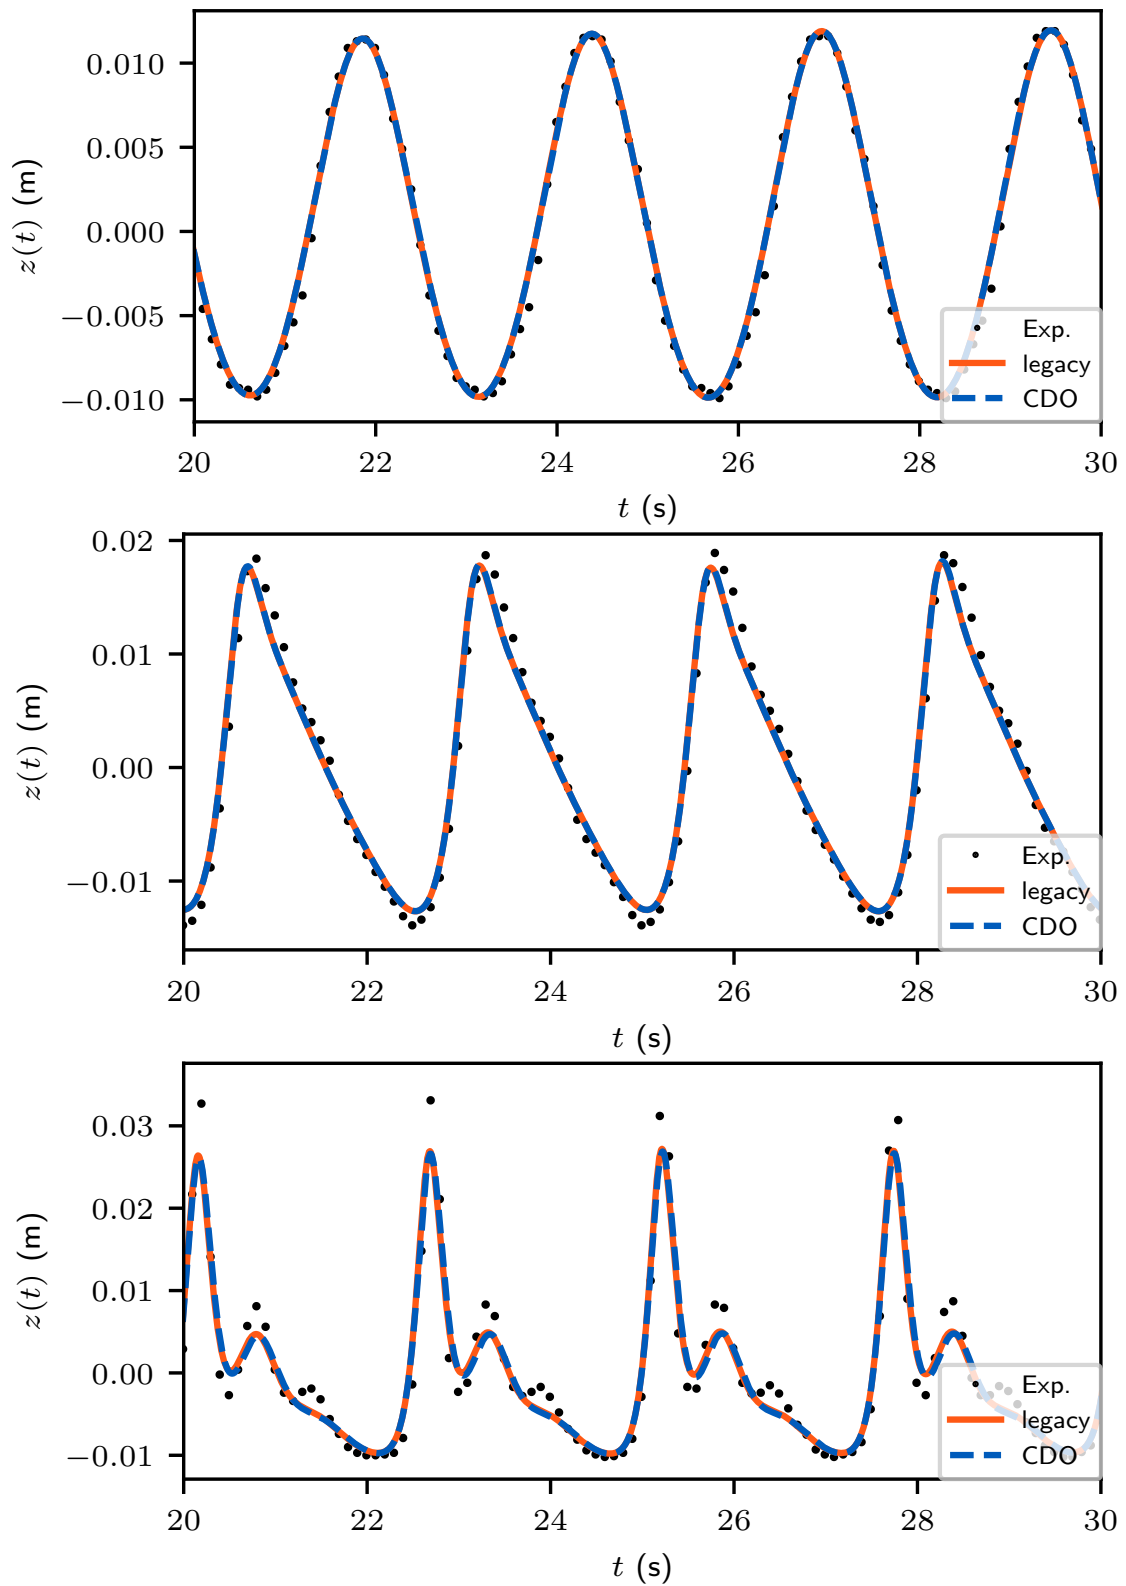 0.010
0.005
0.000
−0.005
−0.010
z(t) (m)
Exp.
legacy
CDO
20 22 24 26 28 30
t (s)
0.02
0.01
0.00
−0.01
z(t) (m)
Exp.
legacy
CDO
20 22 24 26 28 30
t (s)
0.03
0.02
0.01
0.00
−0.01
z(t) (m)
Exp.
legacy
CDO
20 22 24 26 28 30
t (s)